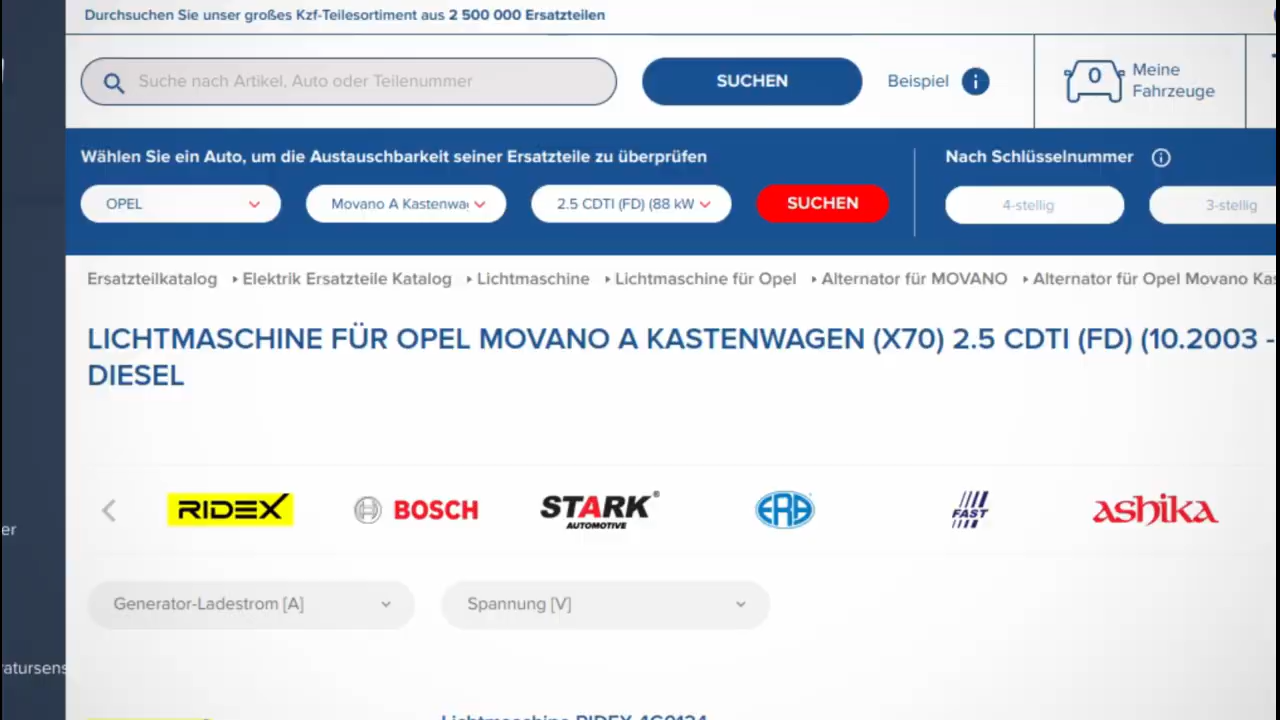 Durchsuchen Sie unser großes Kzf-Teilesortiment aus 2 500 000 Ersatzteilen
Suche nach Artikel, Auto oder Teilenummer
SUCHEN
Beispiel
i
0
Meine
Fahrzeuge
Wählen Sie ein Auto, um die Austauschbarkeit seiner Ersatzteile zu überprüfen
Nach Schlüsselnummer
i
OPEL
Movano A Kastenwa
2.5 CDTI (FD) (88 kW
SUCHEN
4-stellig
3-stellig
Ersatzteilkatalog
Elektrik Ersatzteile Katalog
Lichtmaschine
Lichtmaschine für Opel
Alternator für MOVANO
Alternator für Opel Movano Kas
LICHTMASCHINE FÜR OPEL MOVANO A KASTENWAGEN (X70) 2.5 CDTI (FD) (10.2003 -
DIESEL
RIDEX
BOSCH
STARK
AUTOMOTIVE
ERA
FAST
ashika
er
Generator-Ladestrom [A]
Spannung [V]
ratursens
Lichtmaschine RIDEX 4G0134